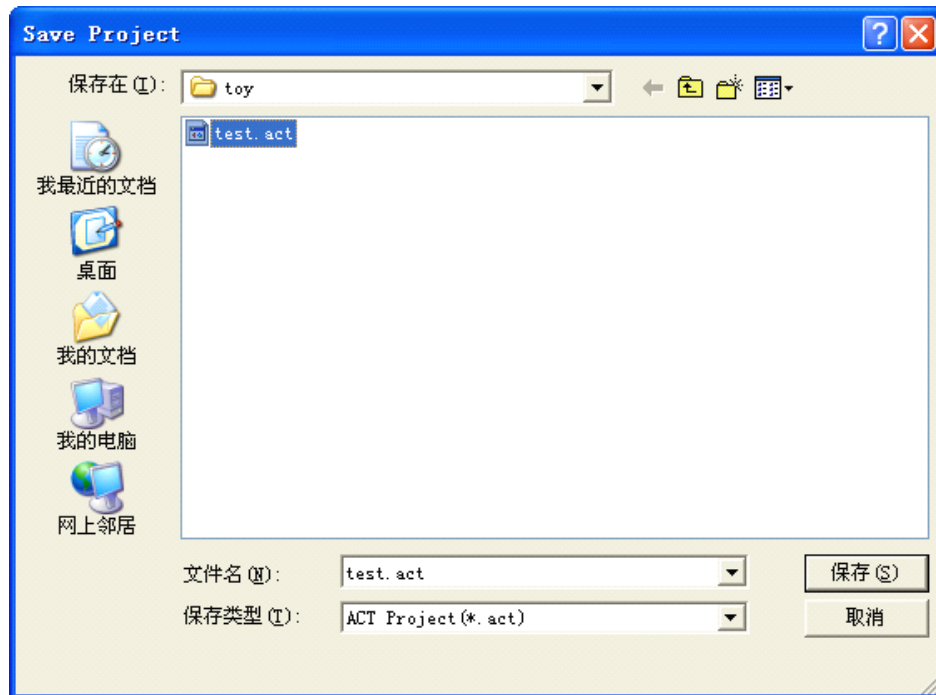 Save Project
保存在(I):
toy
test.act
我最近的文档
桌面
我的文档
我的电脑
网上邻居
文件名(N):
test.act
保存(S)
保存类型(T):
ACT Project(*.act)
取消